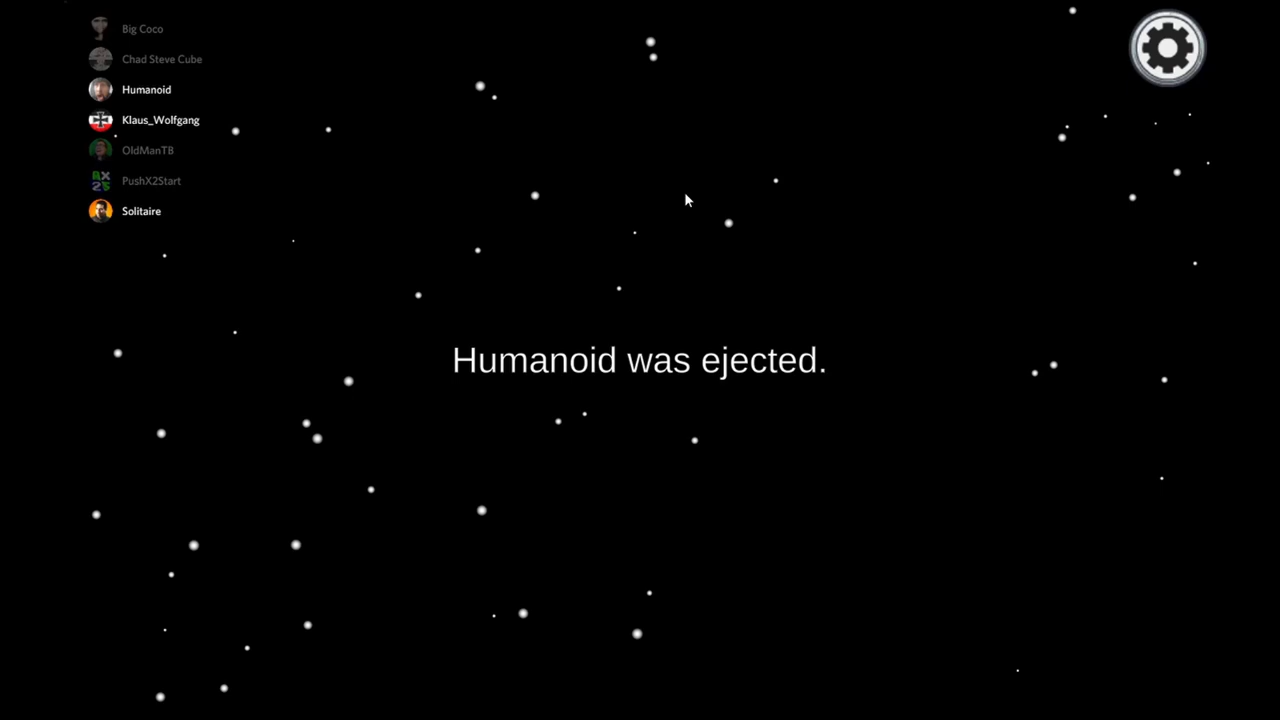 Big Coco
Chad Steve Cube
Humanoid
Klaus_Wolfgang
OldManTB
PushX2Start
Solitaire
Humanoid was ejected.